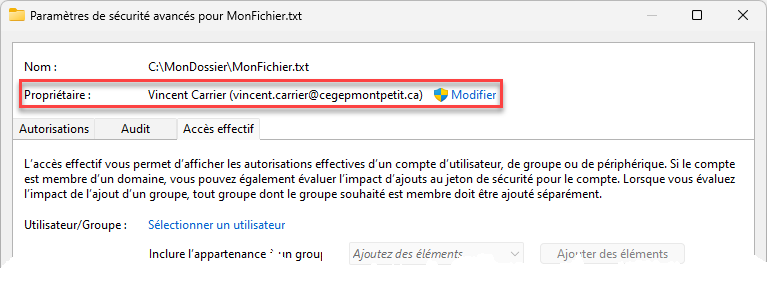 Paramètres de sécurité avancés pour MonFichier.txt
Nom : C:\MonDossier\MonFichier.txt
Propriétaire : Vincent Carrier (vincent.carrier@cegepmontpetit.ca) Modifier
Autorisations Audit Accès effectif
L'accès effectif vous permet d'afficher les autorisations effectives d'un compte d'utilisateur, de groupe ou de périphérique. Si le compte
est membre d'un domaine, vous pouvez également évaluer l'impact d'ajouts au jeton de sécurité pour le compte. Lorsque vous évaluez
l'impact de l'ajout d'un groupe, tout groupe dont le groupe souhaité est membre doit être ajouté séparément.
Utilisateur/Groupe : Sélectionner un utilisateur
Inclure l'appartenance à un group Ajoutez des éléments Ajouter des éléments